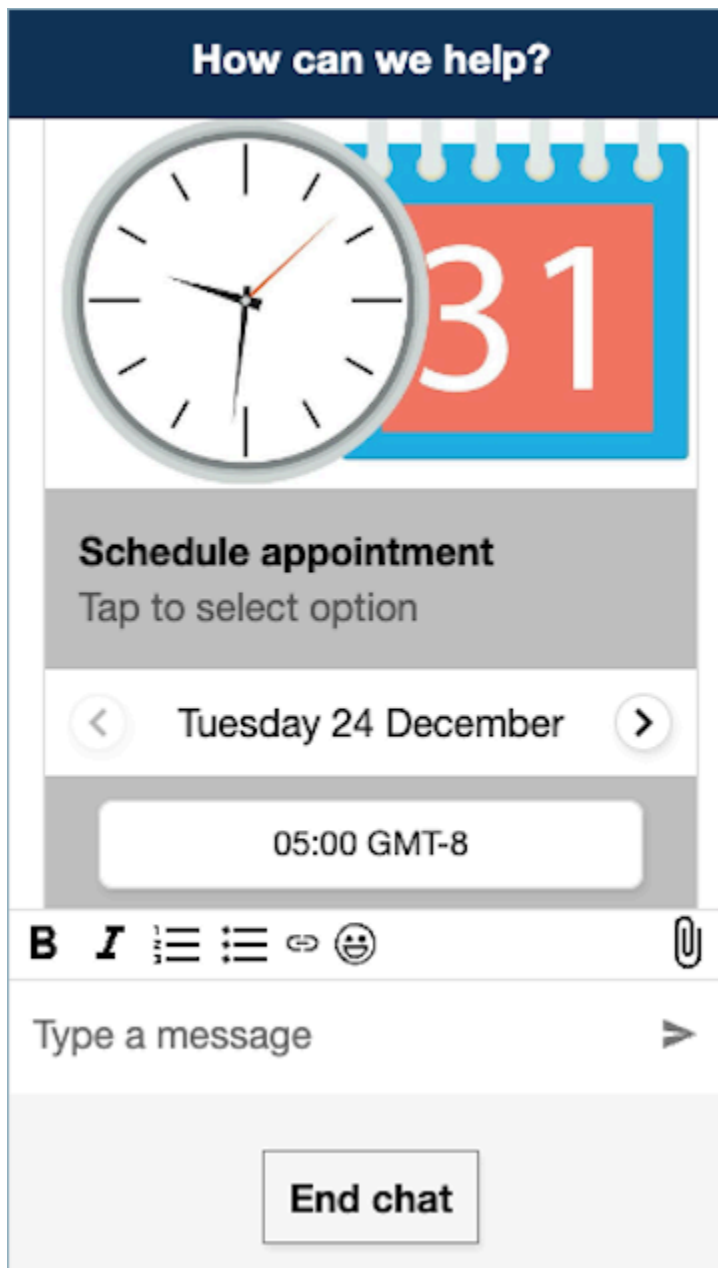 How can we help?
31
Schedule appointment
Tap to select option
Tuesday 24 December
05:00 GMT-8
B I
Type a message
End chat